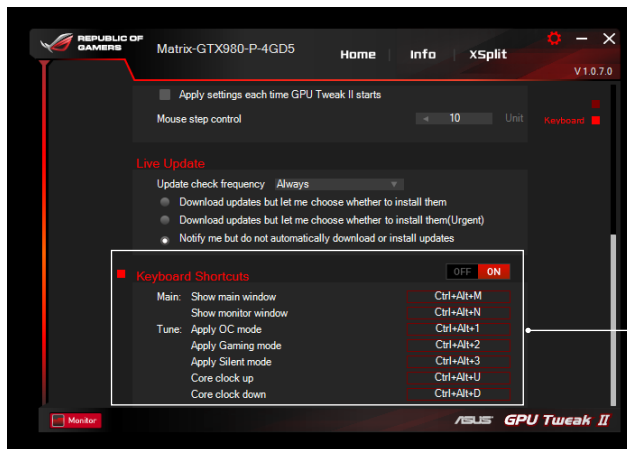 REPUBLIC OF
GAMERS
Matrix-GTX980-P-4GD5
Home
Info
XSplit
V 1.0.7.0
Apply settings each time GPU Tweak II starts
Mouse step control
10
Unit
Keyboard
Live Update
Update check frequency
Always
Download updates but let me choose whether to install them
Download updates but let me choose whether to install them(Urgent)
Notify me but do not automatically download or install updates
Keyboard Shortcuts
OFF
ON
Main: Show main window Ctrl+Alt+M
Show monitor window Ctrl+Alt+N
Tune: Apply OC mode Ctrl+Alt+1
Apply Gaming mode Ctrl+Alt+2
Apply Silent mode Ctrl+Alt+3
Core clock up Ctrl+Alt+U
Core clock down Ctrl+Alt+D
Monitor
ASUS GPU Tweak II